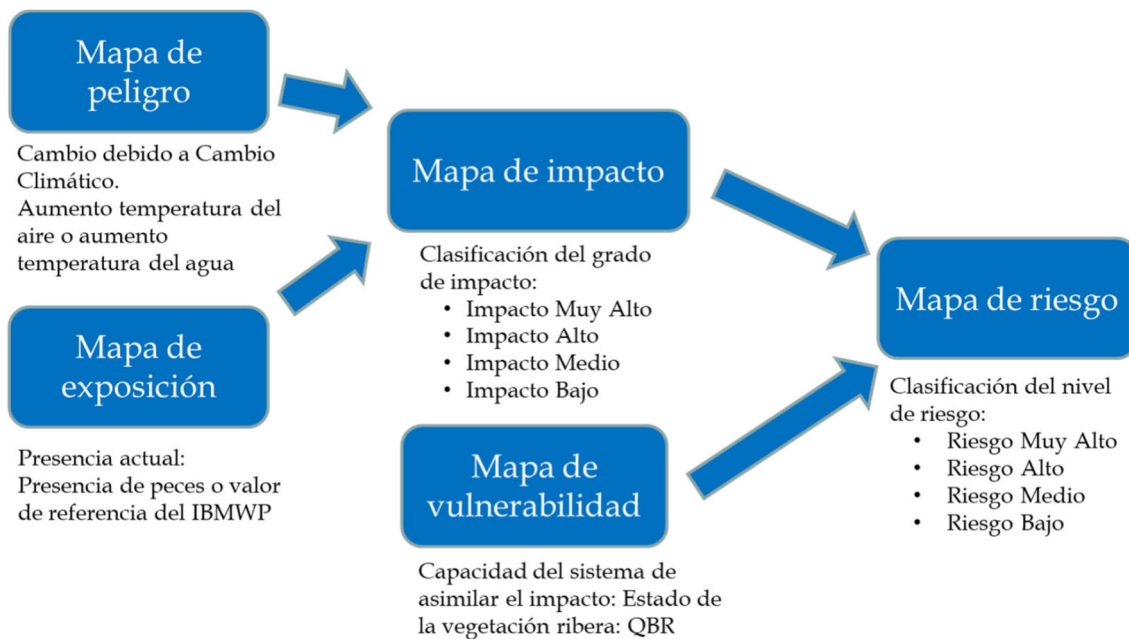 Mapa de
peligro
Cambio debido a Cambio
Climático.
Aumento temperatura del
aire o aumento
temperatura del agua
Mapa de
exposición
Presencia actual:
Presencia de peces o valor
de referencia del IBMWP
Mapa de impacto
Clasificación del grado
de impacto:
• Impacto Muy Alto
• Impacto Alto
• Impacto Medio
• Impacto Bajo
Mapa de
vulnerabilidad
Capacidad del sistema de
asimilar el impacto: Estado de
la vegetación ribera: QBR
Mapa de riesgo
Clasificación del nivel
de riesgo:
• Riesgo Muy Alto
• Riesgo Alto
• Riesgo Medio
• Riesgo Bajo